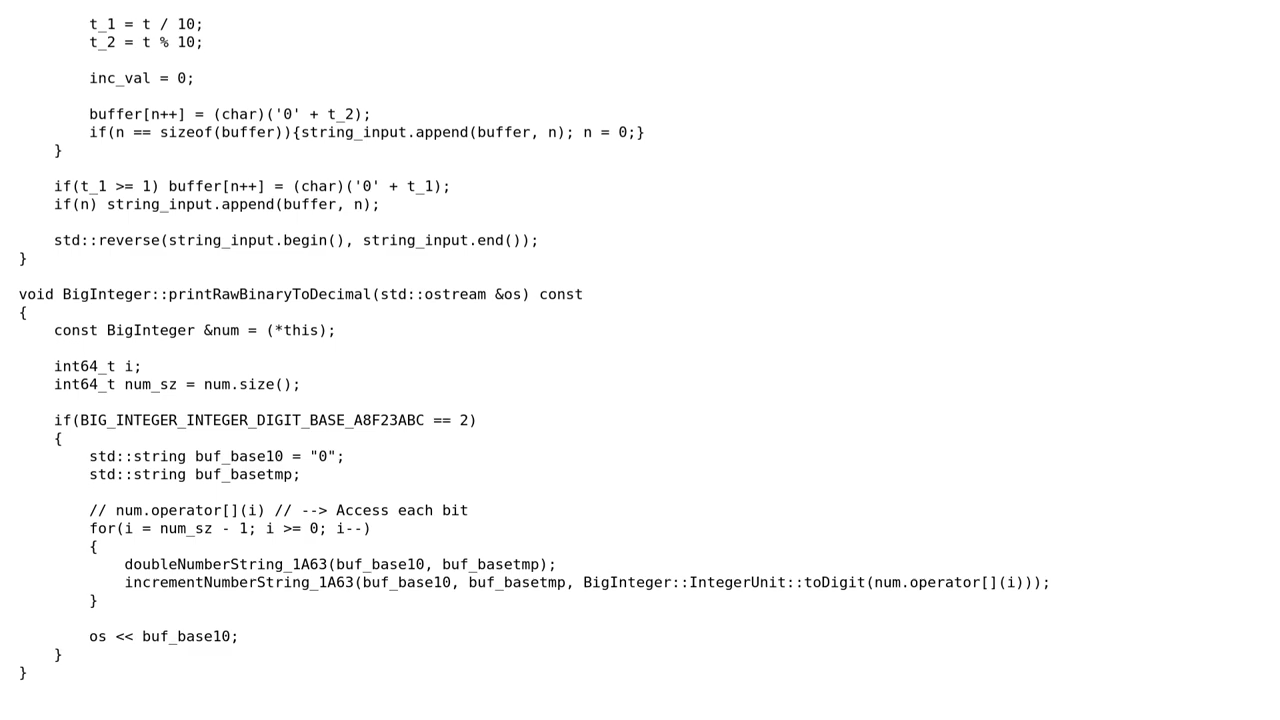 t_1 = t / 10;
        t_2 = t % 10;

        inc_val = 0;

        buffer[n++] = (char)('0' + t_2);
        if(n == sizeof(buffer)){string_input.append(buffer, n); n = 0;}
    }

    if(t_1 >= 1) buffer[n++] = (char)('0' + t_1);
    if(n) string_input.append(buffer, n);

    std::reverse(string_input.begin(), string_input.end());
}

void BigInteger::printRawBinaryToDecimal(std::ostream &os) const
{
    const BigInteger &num = (*this);

    int64_t i;
    int64_t num_sz = num.size();

    if(BIG_INTEGER_INTEGER_DIGIT_BASE_A8F23ABC == 2)
    {
        std::string buf_base10 = "0";
        std::string buf_basetmp;

        // num.operator[](i) // --> Access each bit
        for(i = num_sz - 1; i >= 0; i--)
        {
            doubleNumberString_1A63(buf_base10, buf_basetmp);
            incrementNumberString_1A63(buf_base10, buf_basetmp, BigInteger::IntegerUnit::toDigit(num.operator[](i)));
        }

        os << buf_base10;
    }
}